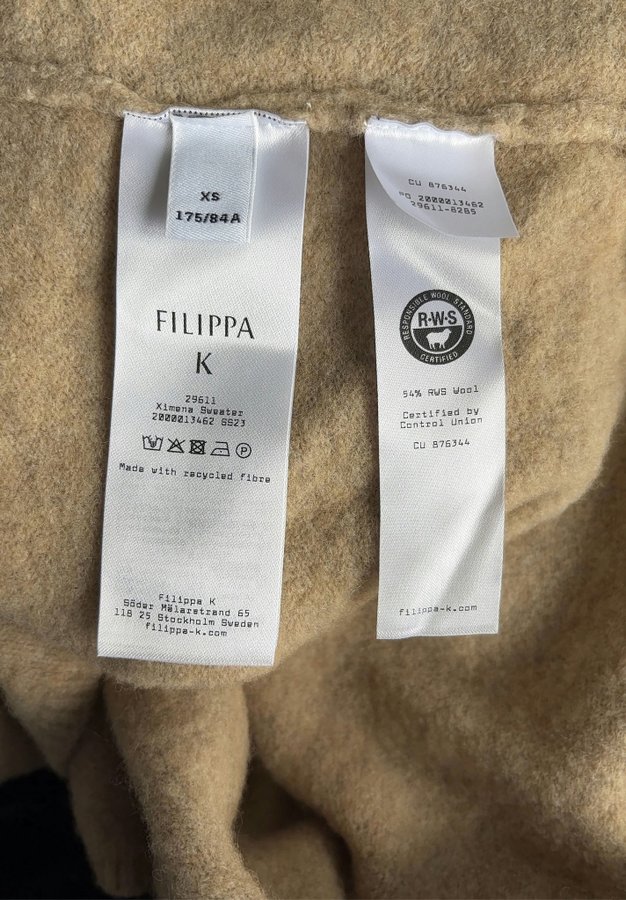 XS
175/84A
FILIPPA
K
29611
Ximena Sweater
2000013462 SS23
P
Made with recycled fibre
Filippa K
Söder Mälarstrand 65
118 25 Stockholm Sweden
filippa-k.com
CU 876344
PO 2000013462
29611-8285
RESPONSIBLE WOOL STANDARD
R·W·S
CERTIFIED
54% RWS Wool
Certified by
Control Union
CU 876344
filippa-k.com